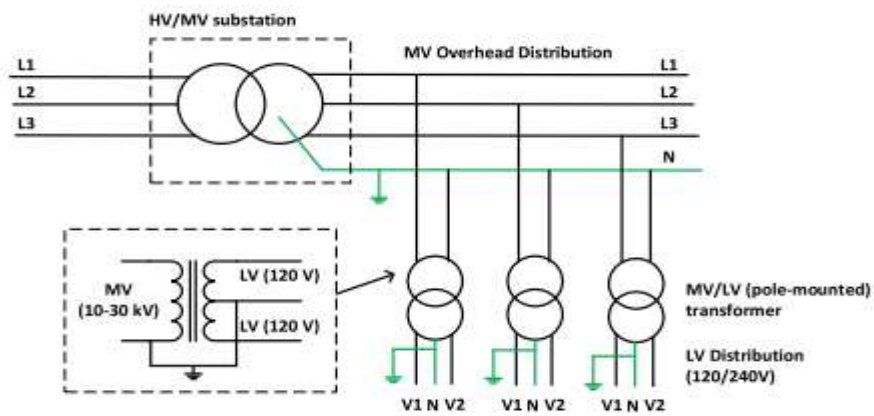 HV/MV substation
MV Overhead Distribution
L1
L1
L2
L2
L3
L3
N
MV
(10-30 kV)
LV (120 V)
LV (120 V)
MV/LV (pole-mounted)
transformer
LV Distribution
(120/240V)
V1 N V2
V1 N V2
V1 N V2